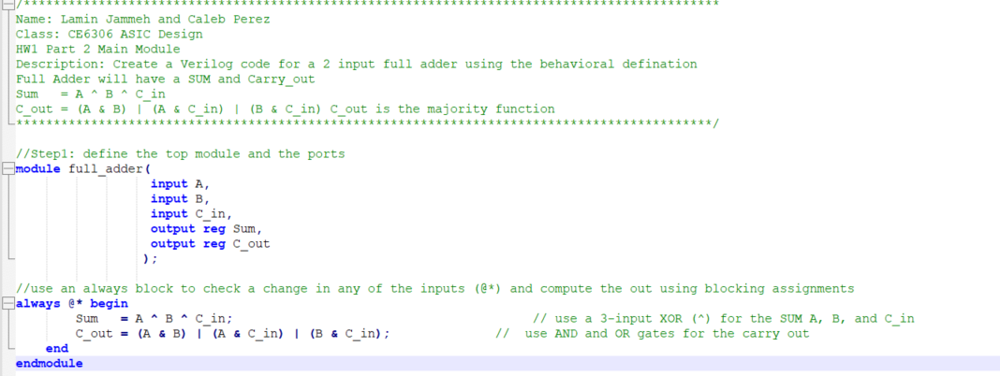 /*********************************************************************************************
Name: Lamin Jammeh and Caleb Perez
Class: CE6306 ASIC Design
HW1 Part 2 Main Module
Description: Create a Verilog code for a 2 input full adder using the behavioral defination
Full Adder will have a SUM and Carry_out
Sum   = A ^ B ^ C_in
C_out = (A & B) | (A & C_in) | (B & C_in) C_out is the majority function
*********************************************************************************************/
//Step1: define the top module and the ports
module full_adder(
input A,
input B,
input C_in,
output reg Sum,
output reg C_out
);
//use an always block to check a change in any of the inputs (@*) and compute the out using blocking assignments
always @* begin
Sum   = A ^ B ^ C_in;                    // use a 3-input XOR (^) for the SUM A, B, and C_in
C_out = (A & B) | (A & C_in) | (B & C_in);              //  use AND and OR gates for the carry out
end
endmodule